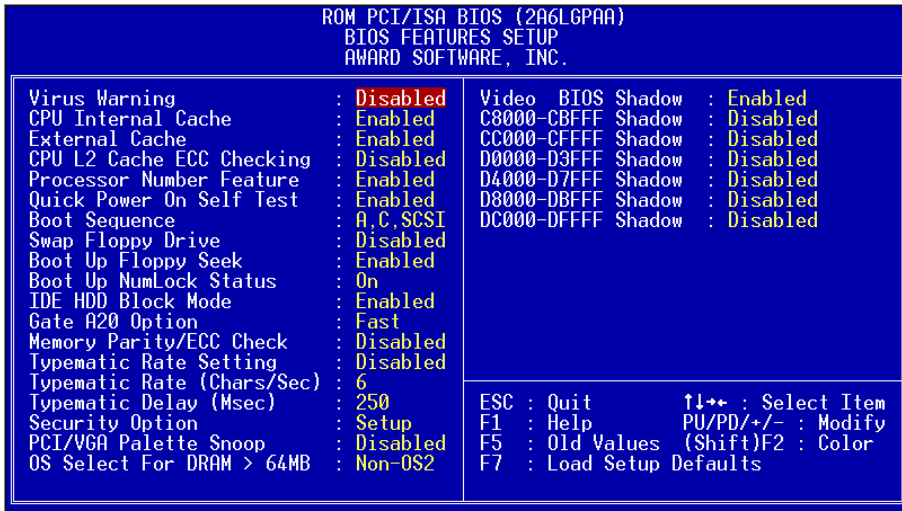 ROM PCI/ISA BIOS (2A6LGPAA)
BIOS FEATURES SETUP
AWARD SOFTWARE, INC.
Virus Warning : Disabled
CPU Internal Cache : Enabled
External Cache : Enabled
CPU L2 Cache ECC Checking : Disabled
Processor Number Feature : Enabled
Quick Power On Self Test : Enabled
Boot Sequence : A,C,SCSI
Swap Floppy Drive : Disabled
Boot Up Floppy Seek : Enabled
Boot Up NumLock Status : On
IDE HDD Block Mode : Enabled
Gate A20 Option : Fast
Memory Parity/ECC Check : Disabled
Typematic Rate Setting : Disabled
Typematic Rate (Chars/Sec) : 6
Typematic Delay (Msec) : 250
Security Option : Setup
PCI/VGA Palette Snoop : Disabled
OS Select For DRAM > 64MB : Non-OS2
Video BIOS Shadow : Enabled
C8000-CBFFF Shadow : Disabled
CC000-CFFFF Shadow : Disabled
D0000-D3FFF Shadow : Disabled
D4000-D7FFF Shadow : Disabled
D8000-DBFFF Shadow : Disabled
DC000-DFFFF Shadow : Disabled
ESC : Quit ↑↓→← : Select Item
F1 : Help PU/PD/+/- : Modify
F5 : Old Values (Shift)F2 : Color
F7 : Load Setup Defaults